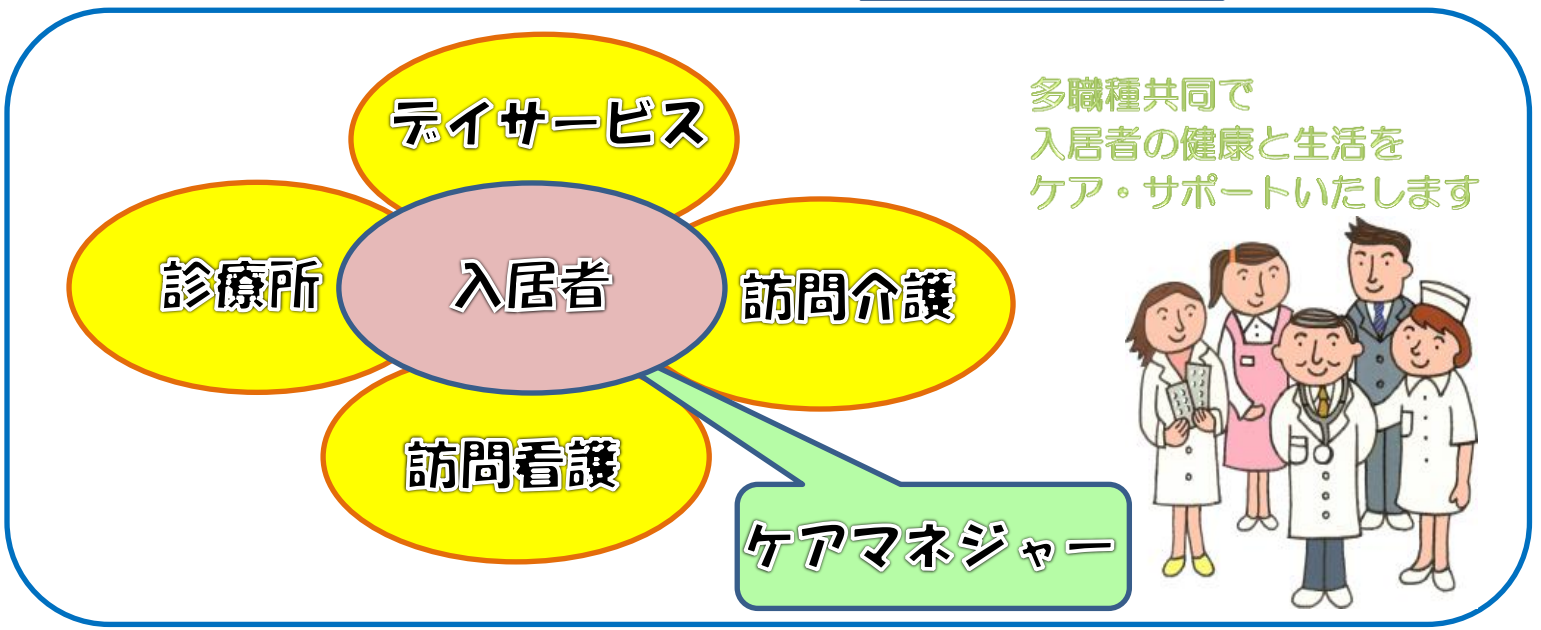 デイサービス
診療所
入居者
訪問介護
訪問看護
ケアマネジャー
多職種共同で
入居者の健康と生活を
ケア・サポートいたします